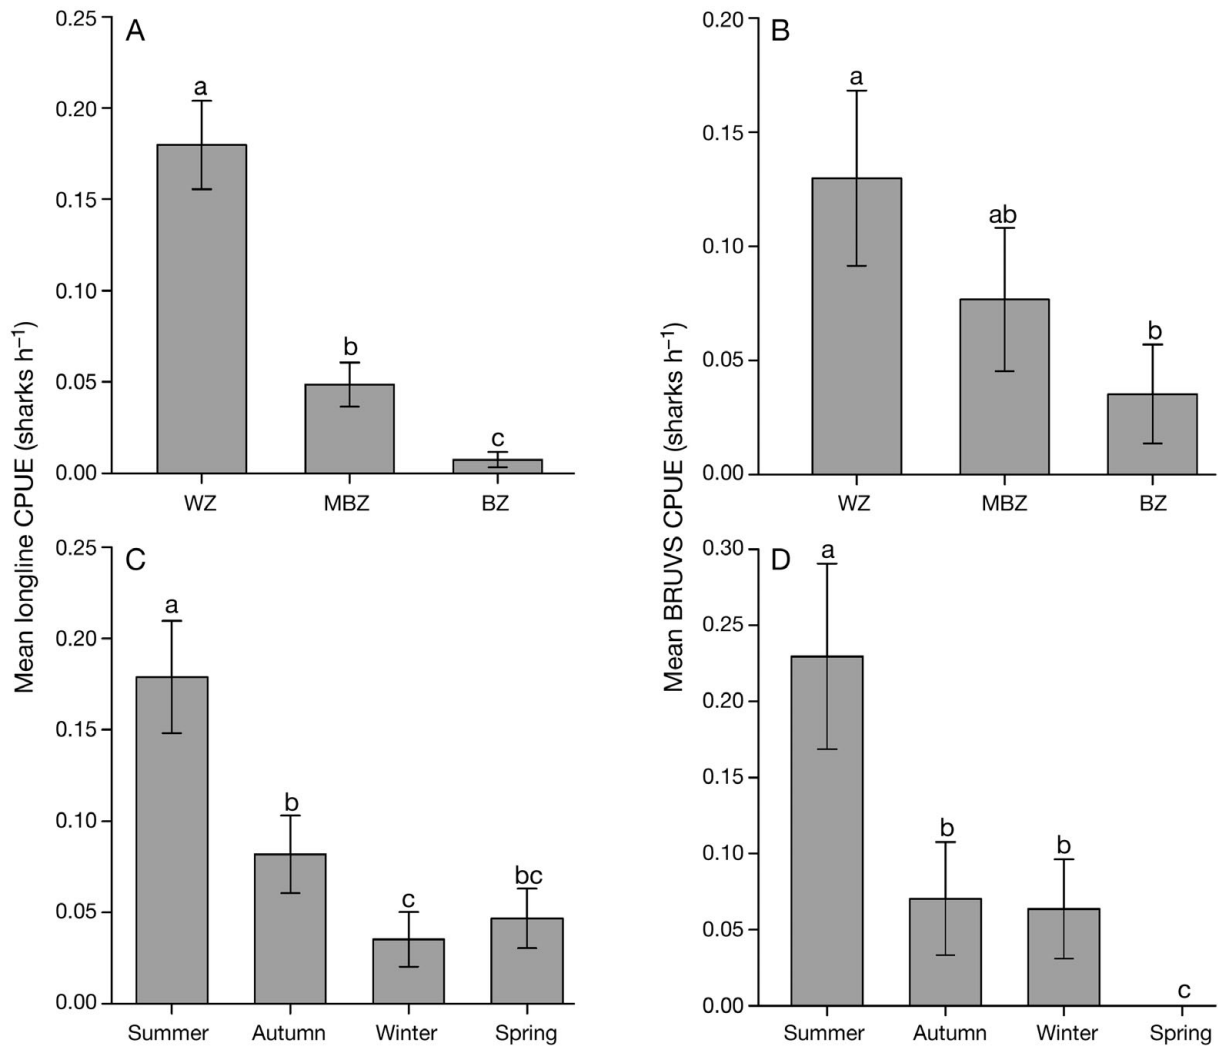 A
Mean longline CPUE (sharks h–1)
0.25
0.20
0.15
0.10
0.05
0.00
a
b
c
WZ
MBZ
BZ
B
Mean BRUVS CPUE (sharks h–1)
0.20
0.15
0.10
0.05
0.00
a
ab
b
WZ
MBZ
BZ
C
0.25
0.20
0.15
0.10
0.05
0.00
a
b
c
bc
Summer
Autumn
Winter
Spring
D
0.30
0.25
0.20
0.15
0.10
0.05
0.00
a
b
b
c
Summer
Autumn
Winter
Spring